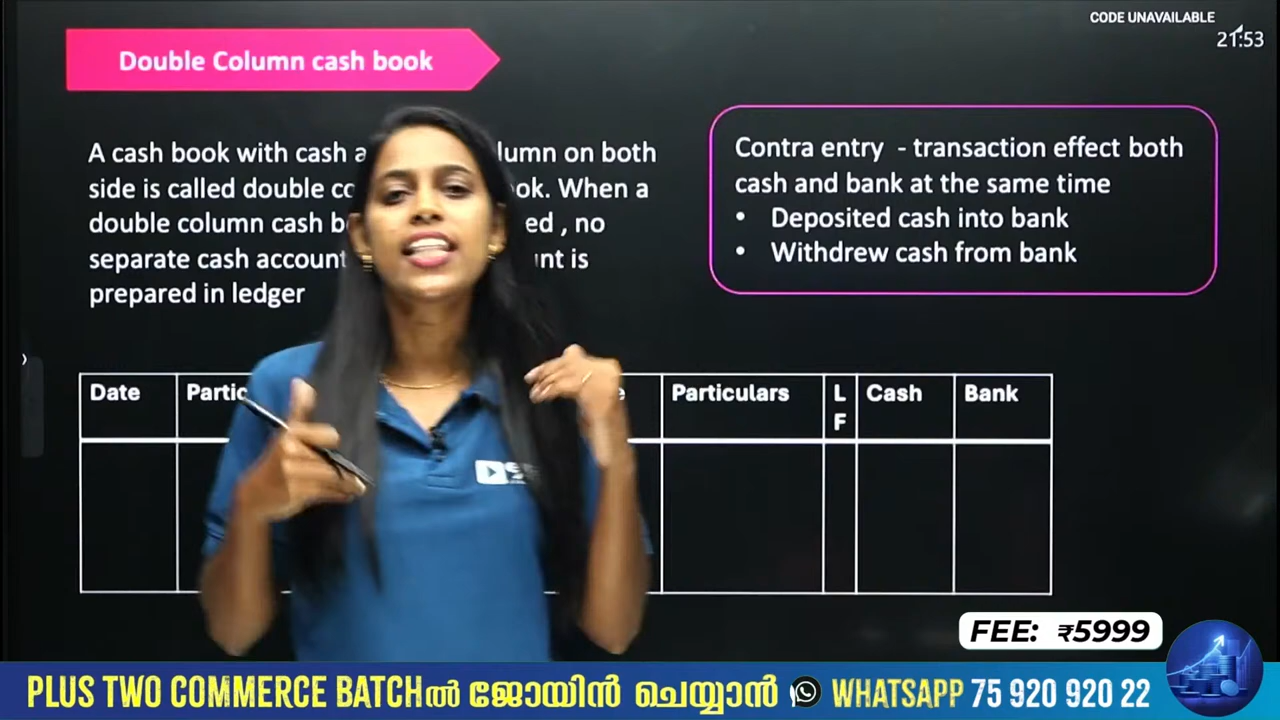 CODE UNAVAILABLE
21:53
Double Column cash book
A cash book with cash a lumn on both
side is called double co ok. When a
double column cash b ed , no
separate cash account nt is
prepared in ledger
Contra entry - transaction effect both
cash and bank at the same time
• Deposited cash into bank
• Withdrew cash from bank
Date Partic Particulars L F Cash Bank
FEE: ₹5999
PLUS TWO COMMERCE BATCHൽ ജോയിൻ ചെയ്യാൻ WHATSAPP 75 920 920 22